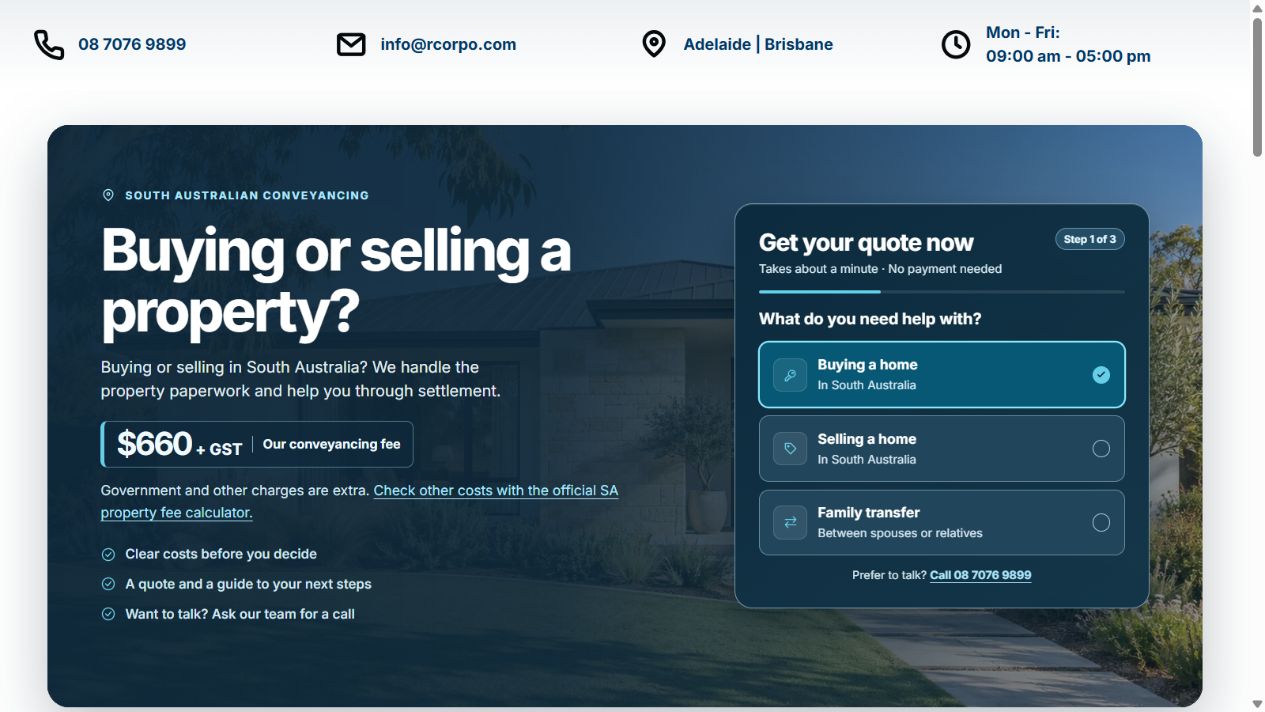 08 7076 9899
info@rcorpo.com
Adelaide | Brisbane
Mon - Fri:
09:00 am - 05:00 pm
SOUTH AUSTRALIAN CONVEYANCING
Buying or selling a
property?
Buying or selling in South Australia? We handle the
property paperwork and help you through settlement.
$660 + GST | Our conveyancing fee
Government and other charges are extra. Check other costs with the official SA
property fee calculator.
Clear costs before you decide
A quote and a guide to your next steps
Want to talk? Ask our team for a call
Get your quote now
Step 1 of 3
Takes about a minute · No payment needed
What do you need help with?
Buying a home
In South Australia
Selling a home
In South Australia
Family transfer
Between spouses or relatives
Prefer to talk? Call 08 7076 9899